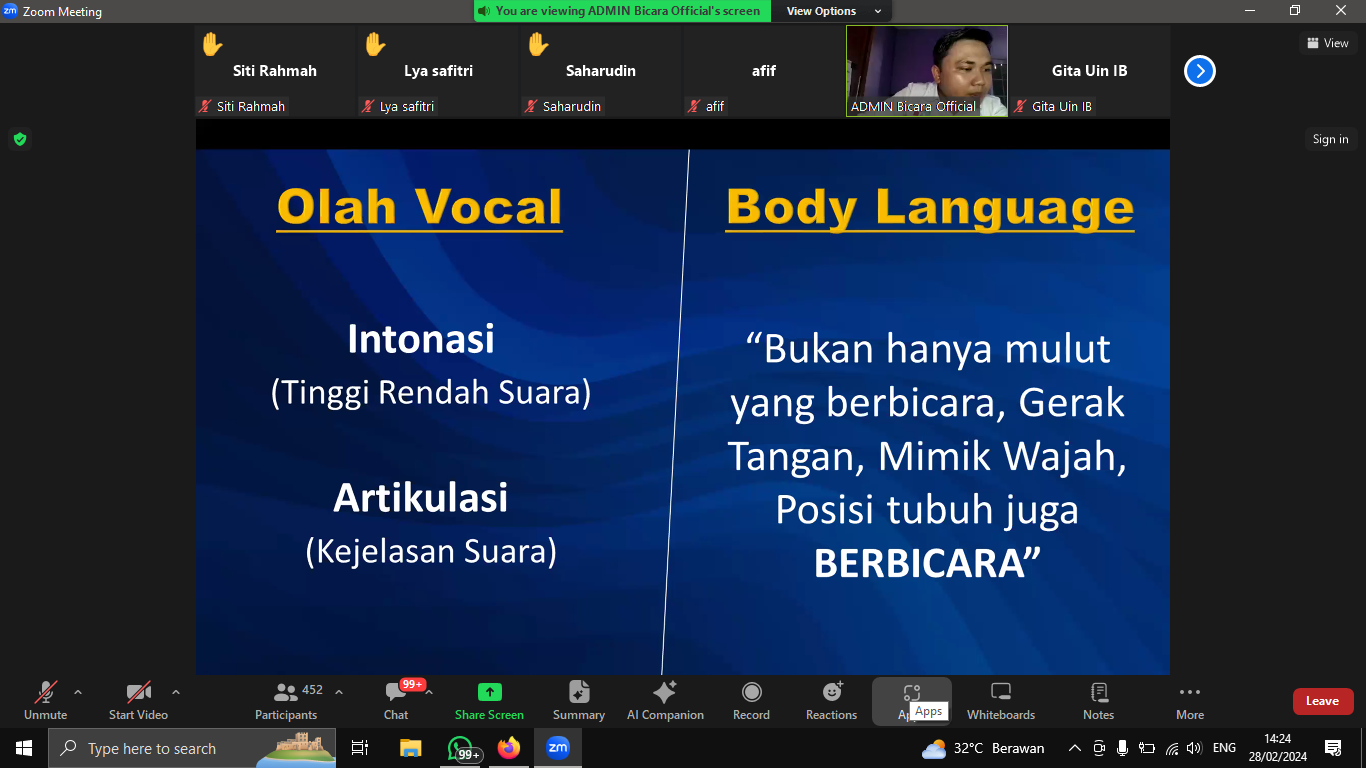 Zoom Meeting
You are viewing ADMIN Bicara Official's screen
View Options
View
Siti Rahmah
Lya safitri
Saharudin
afif
Gita Uin IB
Siti Rahmah
Lya safitri
Saharudin
afif
ADMIN Bicara Official
Gita Uin IB
Sign in
Olah Vocal
Intonasi
(Tinggi Rendah Suara)
Artikulasi
(Kejelasan Suara)
Body Language
“Bukan hanya mulut
yang berbicara, Gerak
Tangan, Mimik Wajah,
Posisi tubuh juga
BERBICARA”
Unmute
Start Video
452
Participants
99+
Chat
Share Screen
Summary
AI Companion
Record
Reactions
Apps
Whiteboards
Notes
More
Leave
Type here to search
99+
zm
32°C Berawan
ENG
14:24
28/02/2024